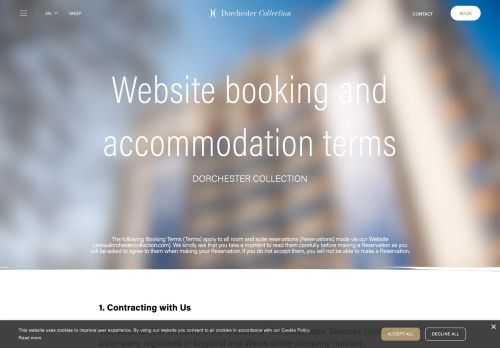 EN
SHOP
Dorchester Collection
CONTACT
BOOK
Website booking and
accommodation terms
DORCHESTER COLLECTION
The following Booking Terms (Terms) apply to all room and suite reservations (Reservations) made via our Website
(www.dorchestercollection.com). We kindly ask that you take a moment to read them carefully before making a Reservation as you
will be asked to agree to them when making your Reservation. If you do not accept them, you will not be able to make a Reservation.
1. Contracting with Us
This website uses cookies to improve user experience. By using our website you consent to all cookies in accordance with our Cookie Policy.
Read more
ACCEPT ALL
DECLINE ALL
a company registered in England and Wales under company number